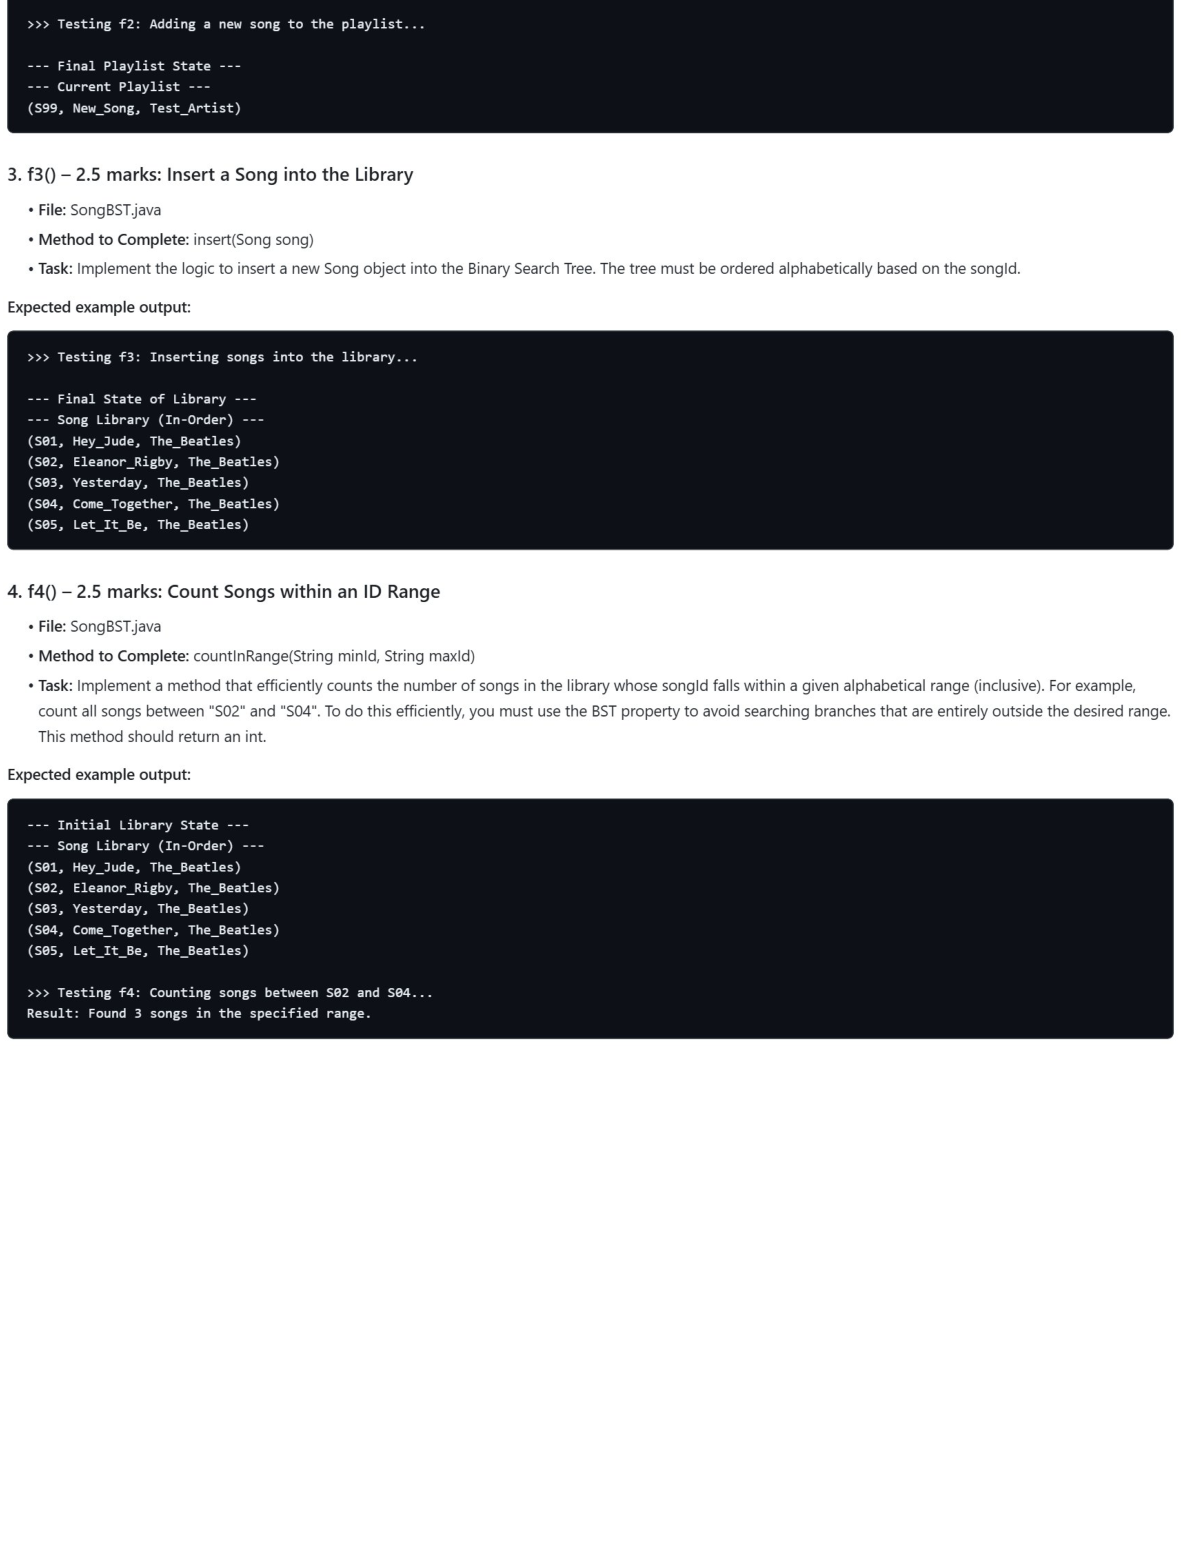 >>> Testing f2: Adding a new song to the playlist...
--- Final Playlist State ---
--- Current Playlist ---
(S99, New_Song, Test_Artist)
3. f3() – 2.5 marks: Insert a Song into the Library
• File: SongBST.java
• Method to Complete: insert(Song song)
• Task: Implement the logic to insert a new Song object into the Binary Search Tree. The tree must be ordered alphabetically based on the songId.
Expected example output:
>>> Testing f3: Inserting songs into the library...
--- Final State of Library ---
--- Song Library (In-Order) ---
(S01, Hey_Jude, The_Beatles)
(S02, Eleanor_Rigby, The_Beatles)
(S03, Yesterday, The_Beatles)
(S04, Come_Together, The_Beatles)
(S05, Let_It_Be, The_Beatles)
4. f4() – 2.5 marks: Count Songs within an ID Range
• File: SongBST.java
• Method to Complete: countInRange(String minId, String maxId)
• Task: Implement a method that efficiently counts the number of songs in the library whose songId falls within a given alphabetical range (inclusive). For example,
count all songs between "S02" and "S04". To do this efficiently, you must use the BST property to avoid searching branches that are entirely outside the desired range.
This method should return an int.
Expected example output:
--- Initial Library State ---
--- Song Library (In-Order) ---
(S01, Hey_Jude, The_Beatles)
(S02, Eleanor_Rigby, The_Beatles)
(S03, Yesterday, The_Beatles)
(S04, Come_Together, The_Beatles)
(S05, Let_It_Be, The_Beatles)
>>> Testing f4: Counting songs between S02 and S04...
Result: Found 3 songs in the specified range.